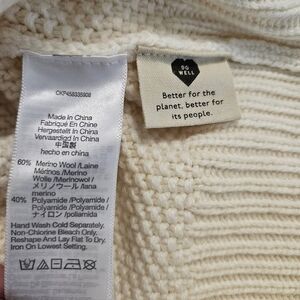 CKP458335908
Made In China
Fabriqué En Chine
Hergestellt In China
Vervaardigd In China
中国製
hecho en china
60% Merino Wool /Laine
Mérinos / Merino
Wolle /Merinowol /
メリノウール /lana
merino
40% Polyamide /Polyamide /
Polyamid /Polyamide /
ナイロン /poliamida
Hand Wash Cold Separately.
Non-Chlorine Bleach Only.
Reshape And Lay Flat To Dry.
Iron On Lowest Setting.
DO
WELL
Better for the
planet, better for
its people.